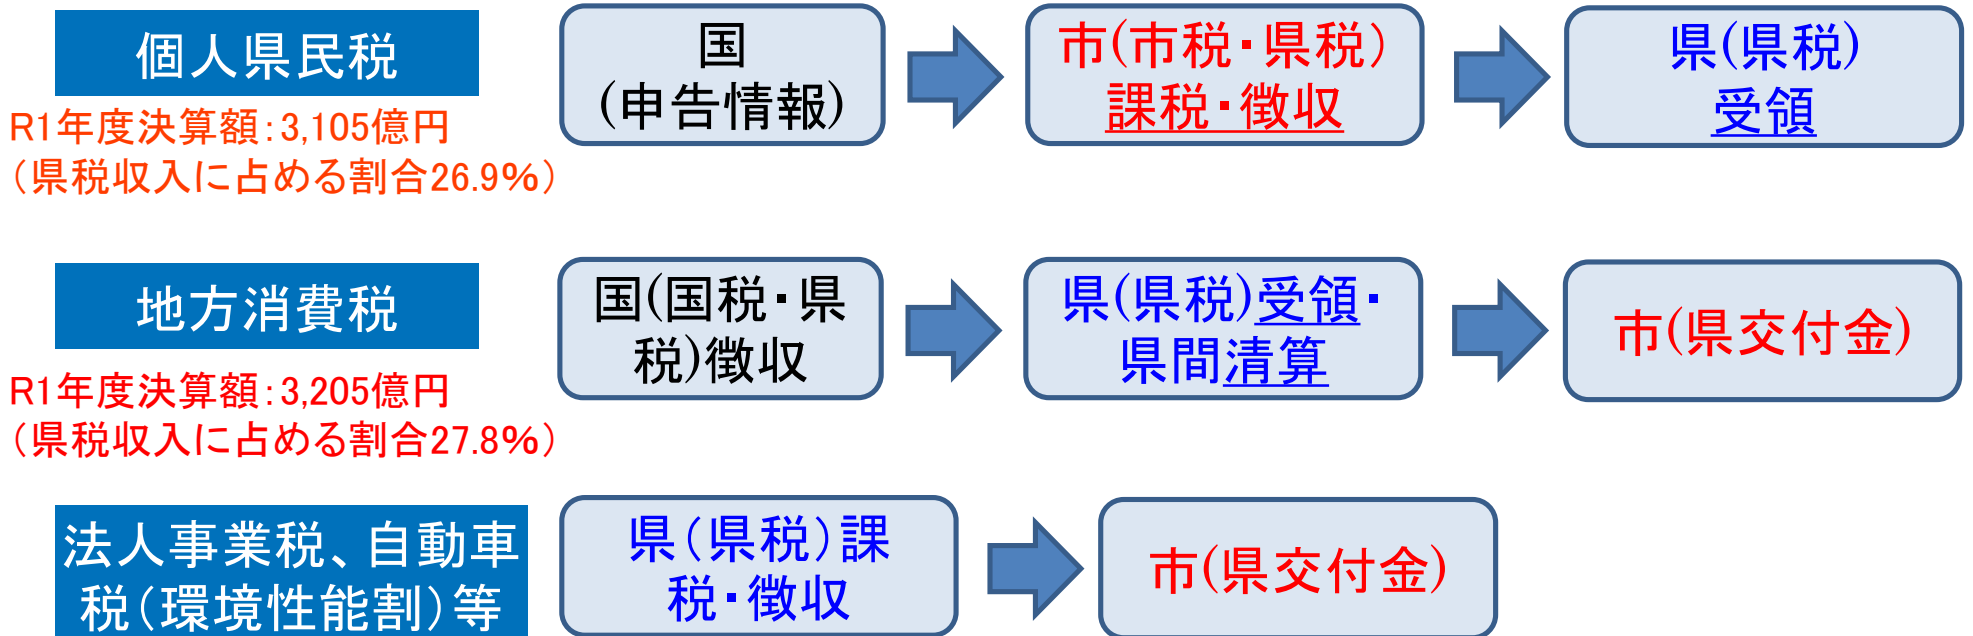 個人県民税
R1年度決算額：3,105億円
（県税収入に占める割合26.9%）
国
(申告情報)
市(市税・県税）
課税・徴収
県(県税)
受領
地方消費税
R1年度決算額：3,205億円
（県税収入に占める割合27.8%）
国(国税・県
税)徴収
県(県税)受領・
県間清算
市(県交付金)
法人事業税、自動車
税（環境性能割）等
県（県税）課
税・徴収
市(県交付金)